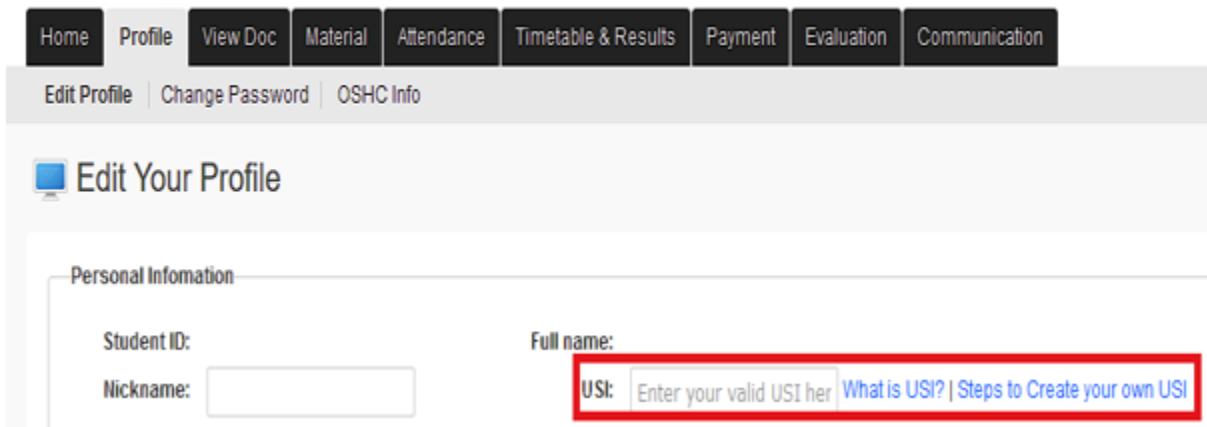 Home Profile View Doc Material Attendance Timetable & Results Payment Evaluation Communication
Edit Profile Change Password OSHC Info
Edit Your Profile
Personal Infomation
Student ID: Full name:
Nickname: USI: Enter your valid USI her What is USI? | Steps to Create your own USI